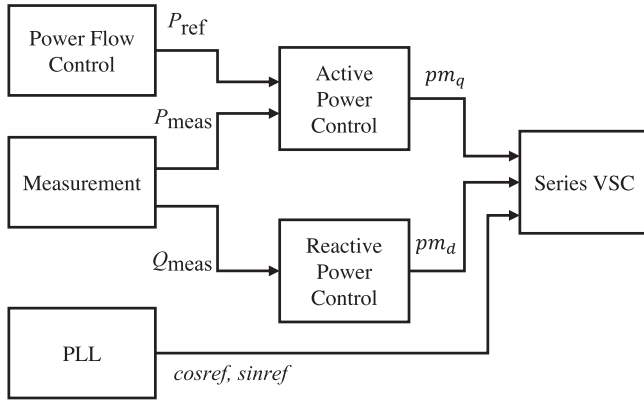 Power Flow
Control
P_ref
Active
Power
Control
pm_q
P_meas
Measurement
Series VSC
Q_meas
Reactive
Power
Control
pm_d
PLL
cosref, sinref